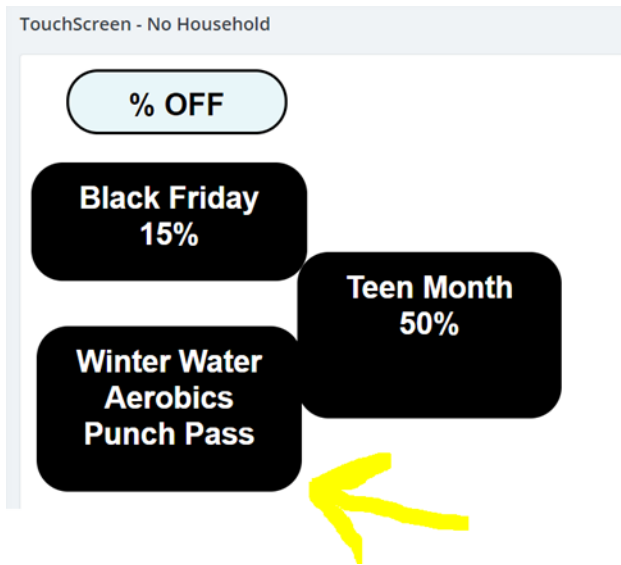 TouchScreen - No Household
% OFF
Black Friday
15%
Teen Month
50%
Winter Water
Aerobics
Punch Pass